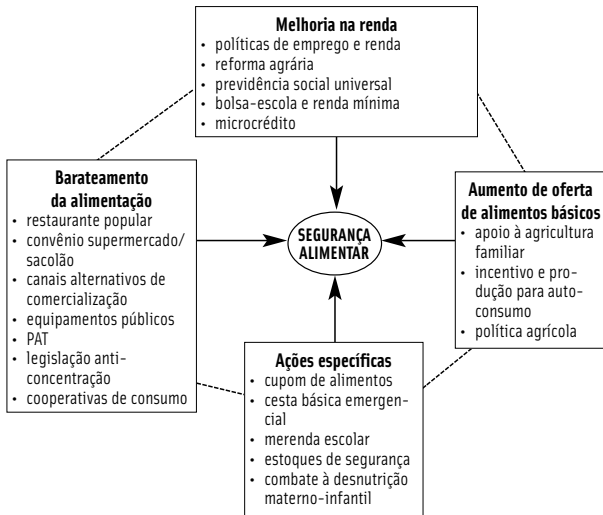 Melhoria na renda
• políticas de emprego e renda
• reforma agrária
• previdência social universal
• bolsa-escola e renda mínima
• microcrédito
Barateamento
da alimentação
• restaurante popular
• convênio supermercado/
sacolão
• canais alternativos de
comercialização
• equipamentos públicos
• PAT
• legislação anti-
concentração
• cooperativas de consumo
SEGURANÇA
ALIMENTAR
Aumento de oferta
de alimentos básicos
• apoio à agricultura
familiar
• incentivo e pro-
dução para auto-
consumo
• política agrícola
Ações específicas
• cupom de alimentos
• cesta básica emergen-
cial
• merenda escolar
• estoques de segurança
• combate à desnutrição
materno-infantil